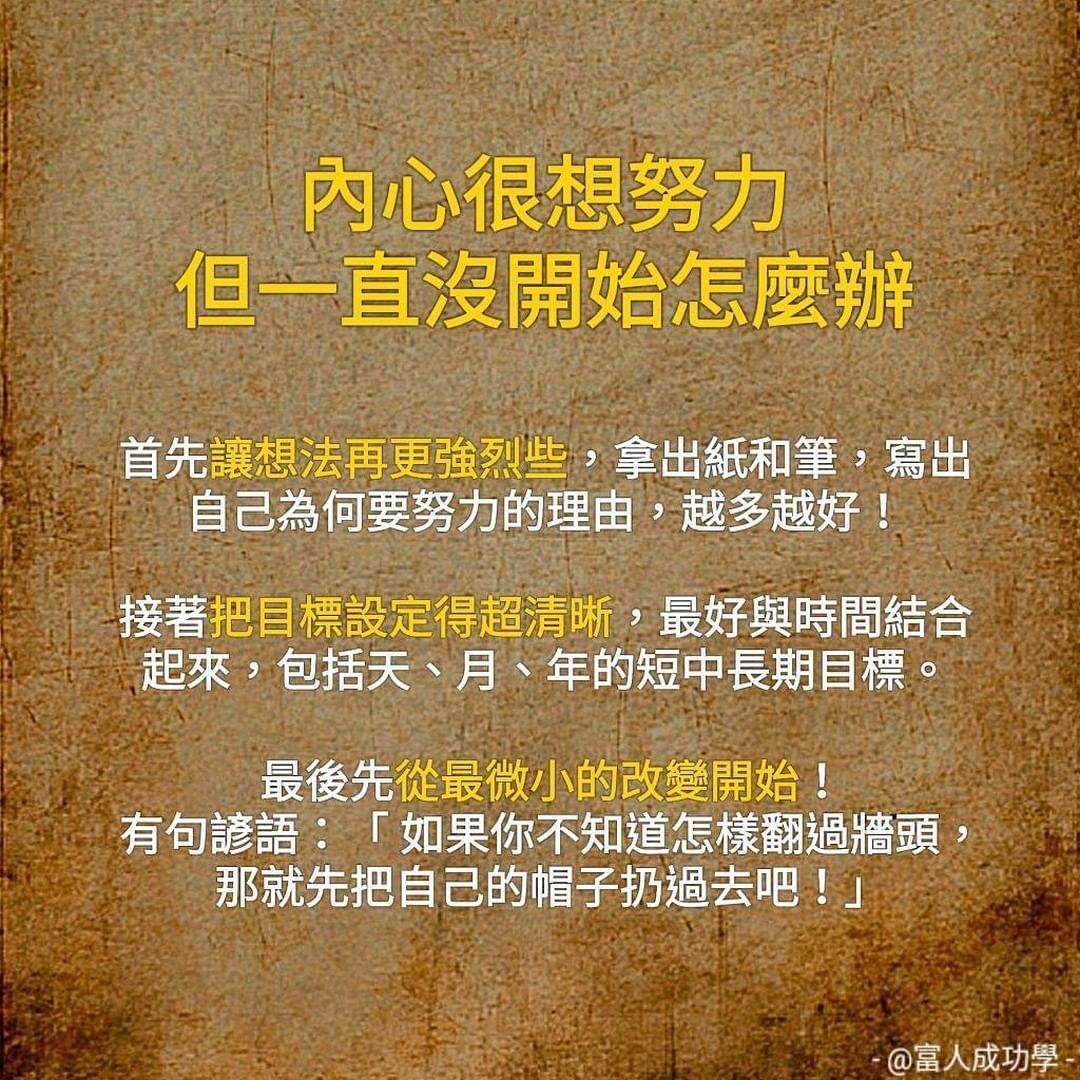 內心很想努力
但一直沒開始怎麼辦
首先讓想法再更強烈些，拿出紙和筆，寫出
自己為何要努力的理由，越多越好！
接著把目標設定得超清晰，最好與時間結合
起來，包括天、月、年的短中長期目標。
最後先從最微小的改變開始！
有句諺語：「如果你不知道怎樣翻過牆頭，
那就先把自己的帽子扔過去吧！」
- @富人成功學 -